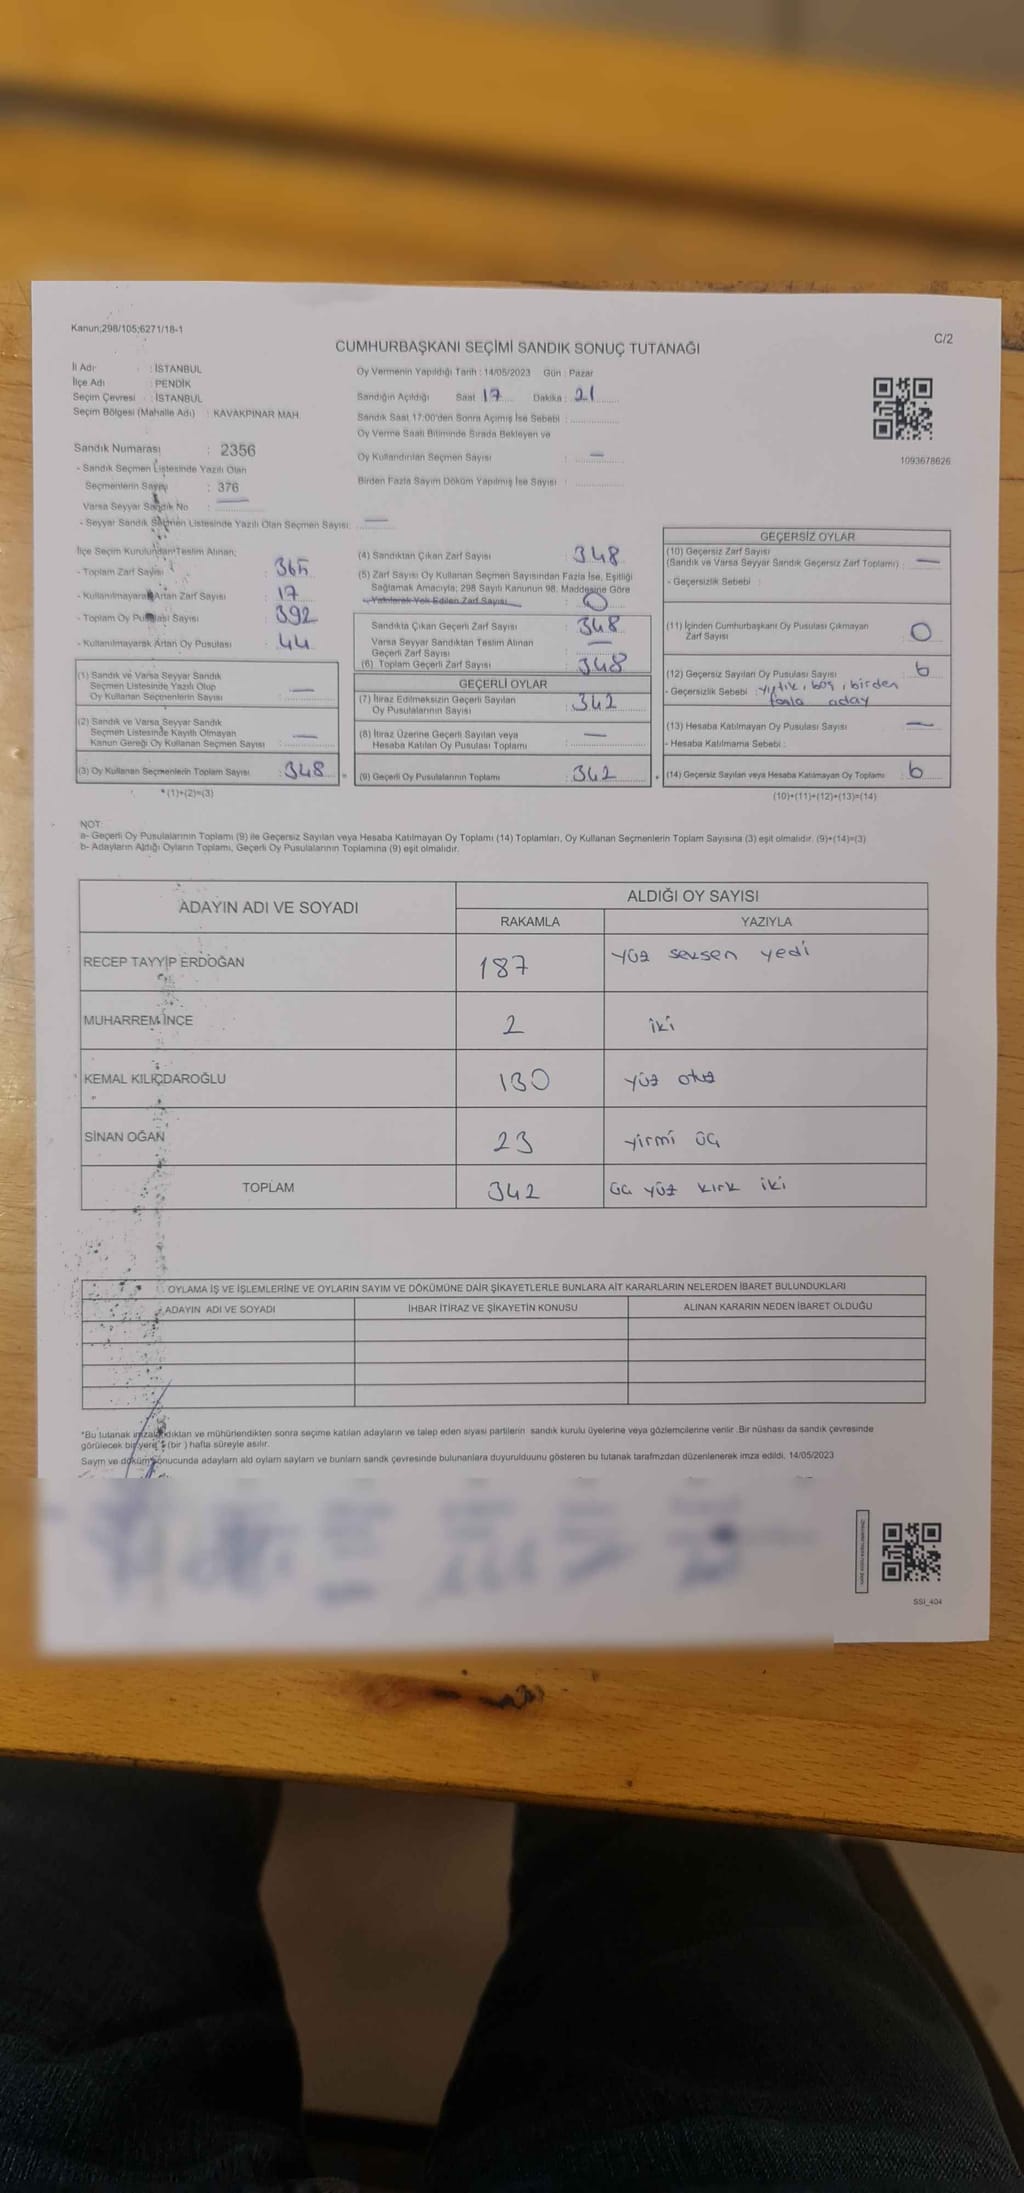 Kanun;298/105;6271/18-1
C/2
CUMHURBAŞKANI SEÇİMİ SANDIK SONUÇ TUTANAĞI
İl Adı : İSTANBUL
İlçe Adı : PENDİK
Seçim Çevresi : İSTANBUL
Seçim Bölgesi (Mahalle Adı) : KAVAKPINAR MAH.
Sandık Numarası : 2356
- Sandık Seçmen Listesinde Yazılı Olan
Seçmenlerin Sayısı : 376
Varsa Seyyar Sandık No :
- Seyyar Sandık Seçmen Listesinde Yazılı Olan Seçmen Sayısı: —
Oy Vermenin Yapıldığı Tarih : 14/05/2023 Gün : Pazar
Sandığın Açıldığı Saat 17 Dakika : 21
Sandık Saat 17:00'den Sonra Açımış İse Sebebi :
Oy Verme Saati Bitiminde Sırada Bekleyen ve
Oy Kullandırılan Seçmen Sayısı : —
Birden Fazla Sayım Döküm Yapılmış İse Sayısı :
1093678626
İlçe Seçim Kurulundan Teslim Alınan;
- Toplam Zarf Sayısı : 365
- Kullanılmayarak Artan Zarf Sayısı : 17
- Toplam Oy Pusulası Sayısı : 392
- Kullanılmayarak Artan Oy Pusulası : 44
(1) Sandık ve Varsa Seyyar Sandık
Seçmen Listesinde Yazılı Olup
Oy Kullanan Seçmenlerin Sayısı : —
(2) Sandık ve Varsa Seyyar Sandık
Seçmen Listesinde Kayıtlı Olmayan
Kanun Gereği Oy Kullanan Seçmen Sayısı : —
(3) Oy Kullanan Seçmenlerin Toplam Sayısı : 348
*(1)+(2)=(3)
(4) Sandıktan Çıkan Zarf Sayısı : 348
(5) Zarf Sayısı Oy Kullanan Seçmen Sayısından Fazla İse, Eşitliği
Sağlamak Amacıyla; 298 Sayılı Kanunun 98. Maddesine Göre
Yakılarak Yok Edilen Zarf Sayısı : 0
Sandıkta Çıkan Geçerli Zarf Sayısı : 348
Varsa Seyyar Sandıktan Teslim Alınan
Geçerli Zarf Sayısı : —
(6) Toplam Geçerli Zarf Sayısı : 348
GEÇERLİ OYLAR
(7) İtiraz Edilmeksizin Geçerli Sayılan
Oy Pusulalarının Sayısı : 342
(8) İtiraz Üzerine Geçerli Sayılan veya
Hesaba Katılan Oy Pusulası Toplamı : —
(9) Geçerli Oy Pusulalarının Toplamı : 342
GEÇERSİZ OYLAR
(10) Geçersiz Zarf Sayısı
(Sandık ve Varsa Seyyar Sandık Geçersiz Zarf Toplamı) : —
- Geçersizlik Sebebi :
(11) İçinden Cumhurbaşkanı Oy Pusulası Çıkmayan
Zarf Sayısı : 0
(12) Geçersiz Sayılan Oy Pusulası Sayısı : 6
- Geçersizlik Sebebi : yırtık, boş, birden
fazla aday
(13) Hesaba Katılmayan Oy Pusulası Sayısı : —
- Hesaba Katılmama Sebebi :
(14) Geçersiz Sayılan veya Hesaba Katılmayan Oy Toplamı : 6
(10)+(11)+(12)+(13)=(14)
NOT:
a- Geçerli Oy Pusulalarının Toplamı (9) ile Geçersiz Sayılan veya Hesaba Katılmayan Oy Toplamı (14) Toplamları, Oy Kullanan Seçmenlerin Toplam Sayısına (3) eşit olmalıdır. (9)+(14)=(3)
b- Adayların Aldığı Oyların Toplamı, Geçerli Oy Pusulalarının Toplamına (9) eşit olmalıdır.
ADAYIN ADI VE SOYADI
ALDIĞI OY SAYISI
RAKAMLA YAZIYLA
RECEP TAYYİP ERDOĞAN 187 yüz seksen yedi
MUHARREM İNCE 2 iki
KEMAL KILIÇDAROĞLU 130 yüz otuz
SİNAN OĞAN 23 yirmi üç
TOPLAM 342 üç yüz kırk iki
OYLAMA İŞ VE İŞLEMLERİNE VE OYLARIN SAYIM VE DÖKÜMÜNE DAİR ŞİKAYETLERLE BUNLARA AİT KARARLARIN NELERDEN İBARET BULUNDUKLARI
ADAYIN ADI VE SOYADI İHBAR İTİRAZ VE ŞİKAYETİN KONUSU ALINAN KARARIN NEDEN İBARET OLDUĞU
*Bu tutanak imzalandıktan ve mühürlendikten sonra seçime katılan adayların ve talep eden siyasi partilerin sandık kurulu üyelerine veya gözlemcilerine verilir .Bir nüshası da sandık çevresinde
görülecek bir yere 1 (bir ) hafta süreyle asılır.
Saym ve döküm sonucunda adaylarn ald oylarn saylarn ve bunlarn sandk çevresinde bulunanlara duyurulduunu gösteren bu tutanak tarafmzdan düzenlenerek imza edildi. 14/05/2023
SSI_404